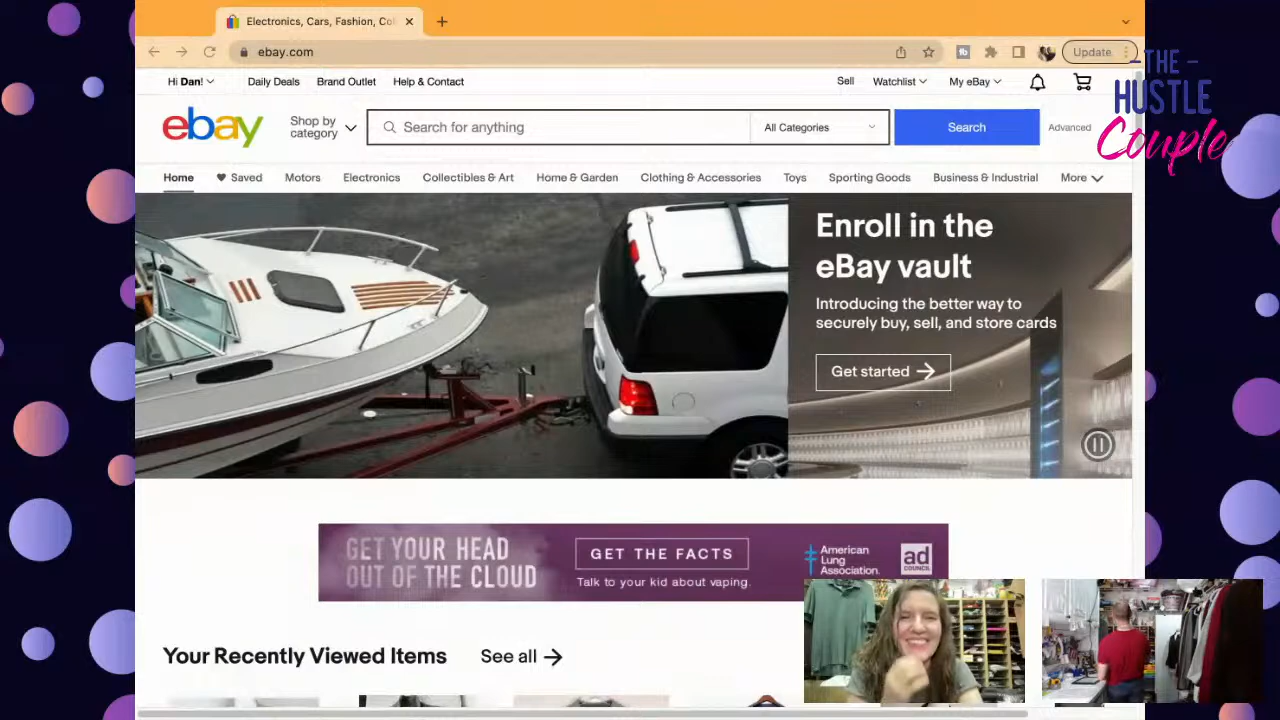 Electronics, Cars, Fashion, Col
ebay.com
Update
THE
HUSTLE
Couple
Hi Dan!
Daily Deals
Brand Outlet
Help & Contact
Sell
Watchlist
My eBay
ebay
Shop by
category
Search for anything
All Categories
Search
Advanced
Home
Saved
Motors
Electronics
Collectibles & Art
Home & Garden
Clothing & Accessories
Toys
Sporting Goods
Business & Industrial
More
Enroll in the
eBay vault
Introducing the better way to
securely buy, sell, and store cards
Get started
GET YOUR HEAD
OUT OF THE CLOUD
GET THE FACTS
Talk to your kid about vaping.
American
Lung
Association.
ad
COUNCIL
Your Recently Viewed Items
See all